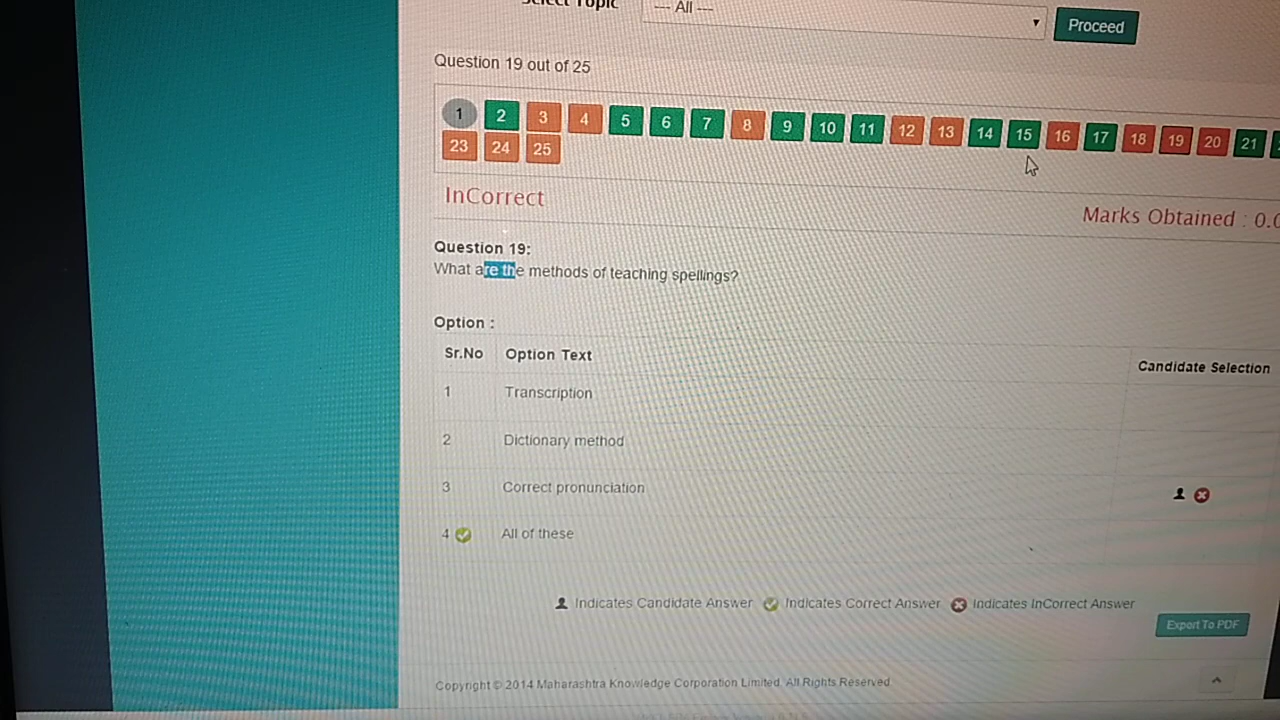 Select Topic --- All --- Proceed
Question 19 out of 25
1 2 3 4 5 6 7 8 9 10 11 12 13 14 15 16 17 18 19 20 21
23 24 25
InCorrect
Marks Obtained : 0.0
Question 19:
What are the methods of teaching spellings?
Option :
Sr.No Option Text Candidate Selection
1 Transcription
2 Dictionary method
3 Correct pronunciation
4 All of these
Indicates Candidate Answer Indicates Correct Answer Indicates InCorrect Answer
Export To PDF
Copyright © 2014 Maharashtra Knowledge Corporation Limited. All Rights Reserved